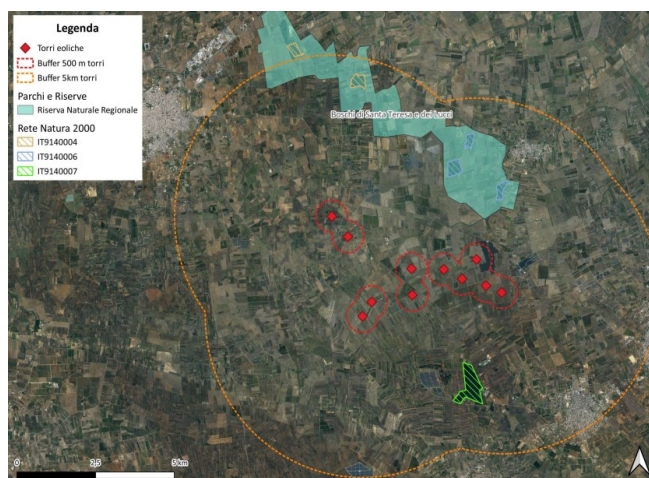 Legenda
Torri eoliche
Buffer 500 m torri
Buffer 5km torri
Parchi e Riserve
Riserva Naturale Regionale
Rete Natura 2000
IT9140004
IT9140006
IT9140007
Boschi di Santa Teresa e dei Lucci
0
2,5
5 km